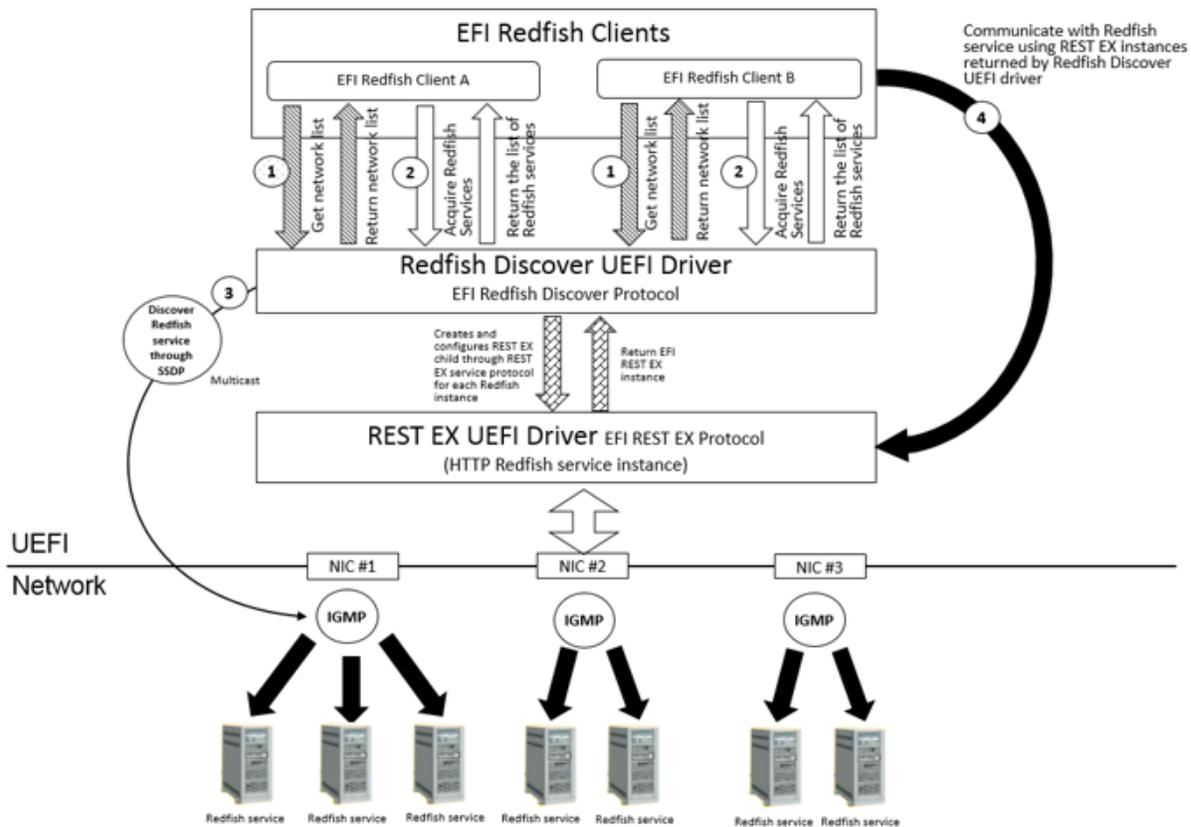 EFI Redfish Clients
Communicate with Redfish
service using REST EX instances
returned by Redfish Discover
UEFI driver
EFI Redfish Client A
EFI Redfish Client B
4
1
Get network list
Return network list
2
Acquire Redfish
Services
Return the list of
Redfish services
1
Get network list
Return network list
2
Acquire Redfish
Services
Return the list of
Redfish services
Redfish Discover UEFI Driver
EFI Redfish Discover Protocol
3
Discover
Redfish
service
through
SSDP
Multicast
Creates and
configures REST EX
child through REST
EX service protocol
for each Redfish
instance
Return EFI
REST EX
instance
REST EX UEFI Driver EFI REST EX Protocol
(HTTP Redfish service instance)
UEFI
Network
NIC #1
NIC #2
NIC #3
IGMP
IGMP
IGMP
Redfish service
Redfish service
Redfish service
Redfish service
Redfish service
Redfish service
Redfish service